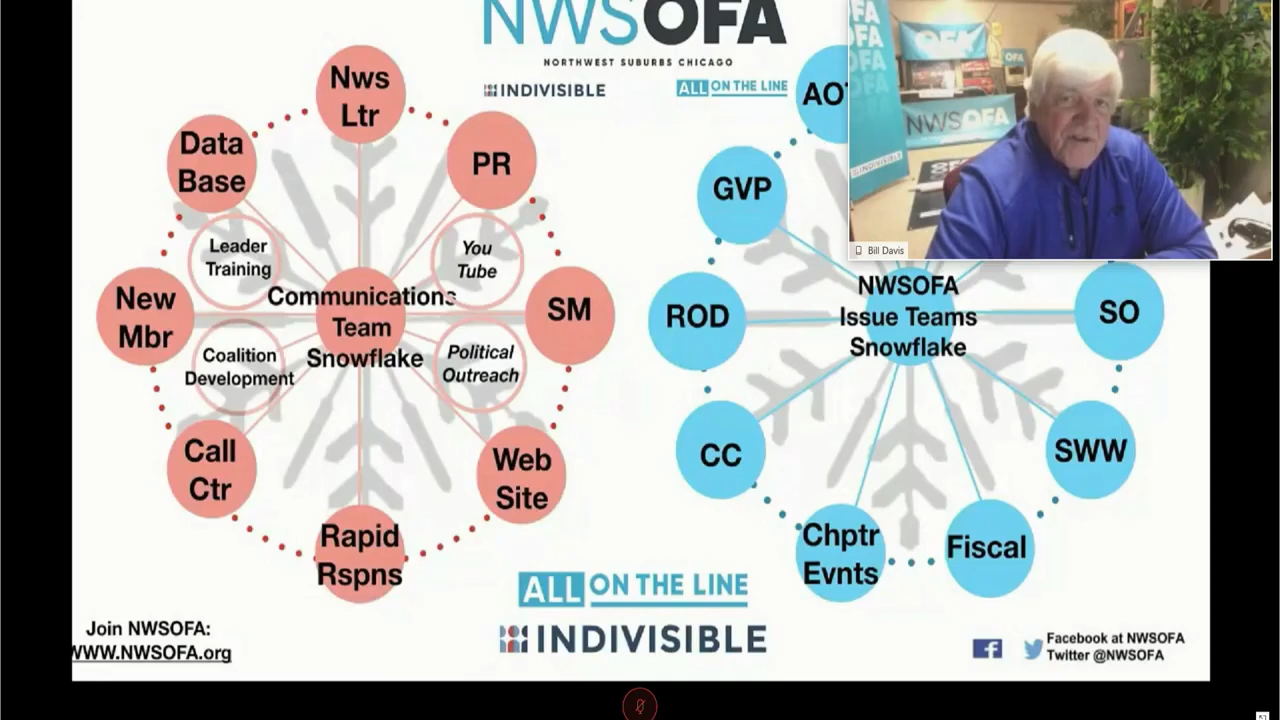 NWSOFA
NORTHWEST SUBURBS CHICAGO
INDIVISIBLE
ALL ON THE LINE
Nws
Ltr
Data
Base
PR
Leader
Training
You
Tube
New
Mbr
Communications
Team
Snowflake
SM
Coalition
Development
Political
Outreach
Call
Ctr
Web
Site
Rapid
Rspns
GVP
ROD
NWSOFA
Issue Teams
Snowflake
SO
CC
SWW
Chptr
Evnts
Fiscal
OFA
OFA
NWSOFA
INDIVISIBLE
Bill Davis
ALL ON THE LINE
INDIVISIBLE
Join NWSOFA:
WWW.NWSOFA.org
Facebook at NWSOFA
Twitter @NWSOFA